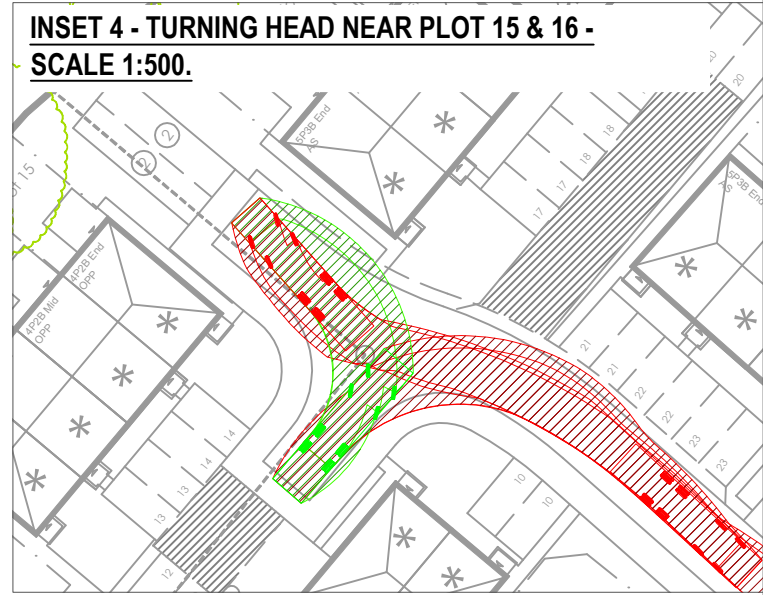 INSET 4 - TURNING HEAD NEAR PLOT 15 & 16 -
SCALE 1:500.
20
20
2
2
5P3B End
AS
18
18
17
17
15
5P3B End
AS
4P2B End
OPP
4P2B Mid
OPP
21
21
22
22
23
23
14
14
13
13
12
10
10